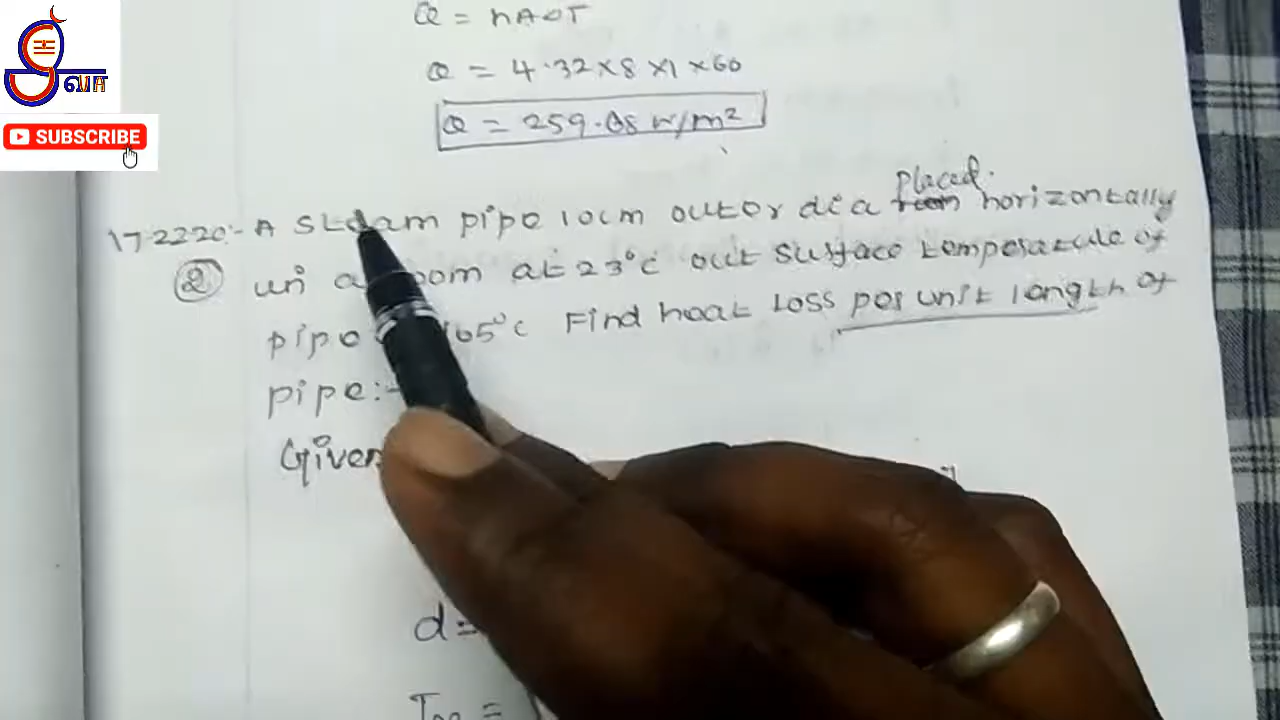 சிவா
SUBSCRIBE
Q = hAΔT
Q = 4.32 x 8 x 1 x 60
Q = 259.08 w/m²
placed.
17.2220:- A steam pipe 10cm outer dia horizontally
② in a room at 23°c out surface temperature of
pipe 165°c Find heat loss per unit length of
pipe:-
Given
d=
T∞ =